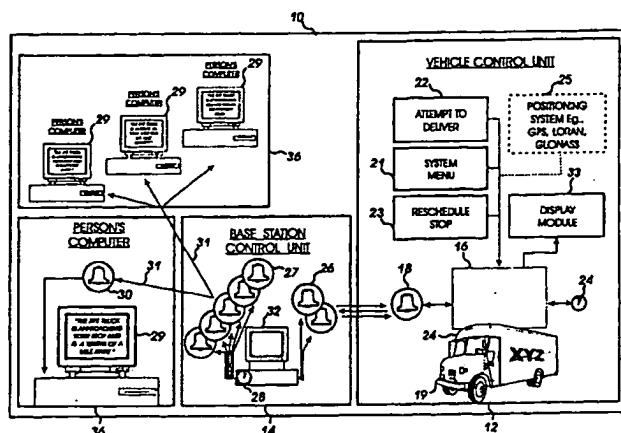 10
PERSON'S
COMPUTER
29
PERSON'S
COMPUTER
29
PERSON'S
COMPUTER
29
36
VEHICLE CONTROL UNIT
22
ATTEMPT TO
DELIVER
25
POSITIONING
SYSTEM Eg.,
GPS, LORAN,
GLONASS
21
SYSTEM
MENU
33
23
RESCHEDULE
STOP
DISPLAY
MODULE
16
18
24
24
X-Y-Z
19
12
PERSON'S
COMPUTER
31
31
30
29
"THE XYZ TRUCK
IS APPROACHING
YOUR STOP AND
IS A QUARTER OF A
MILE AWAY"
36
BASE STATION
CONTROL UNIT
27
26
32
28
14